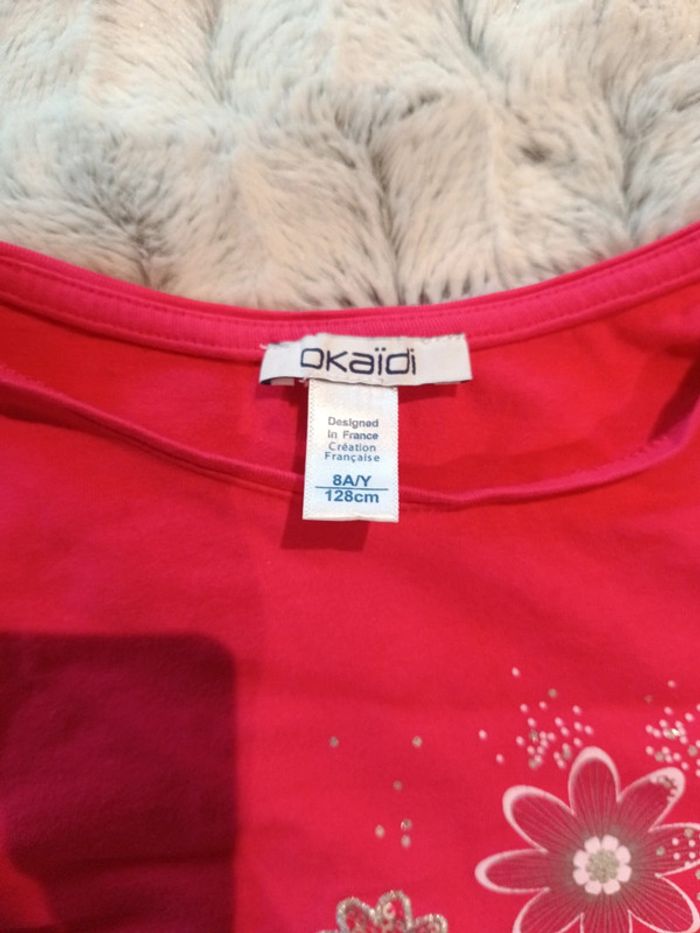 OKaïdi
Designed
in France
Création
Française
8A/Y
128cm